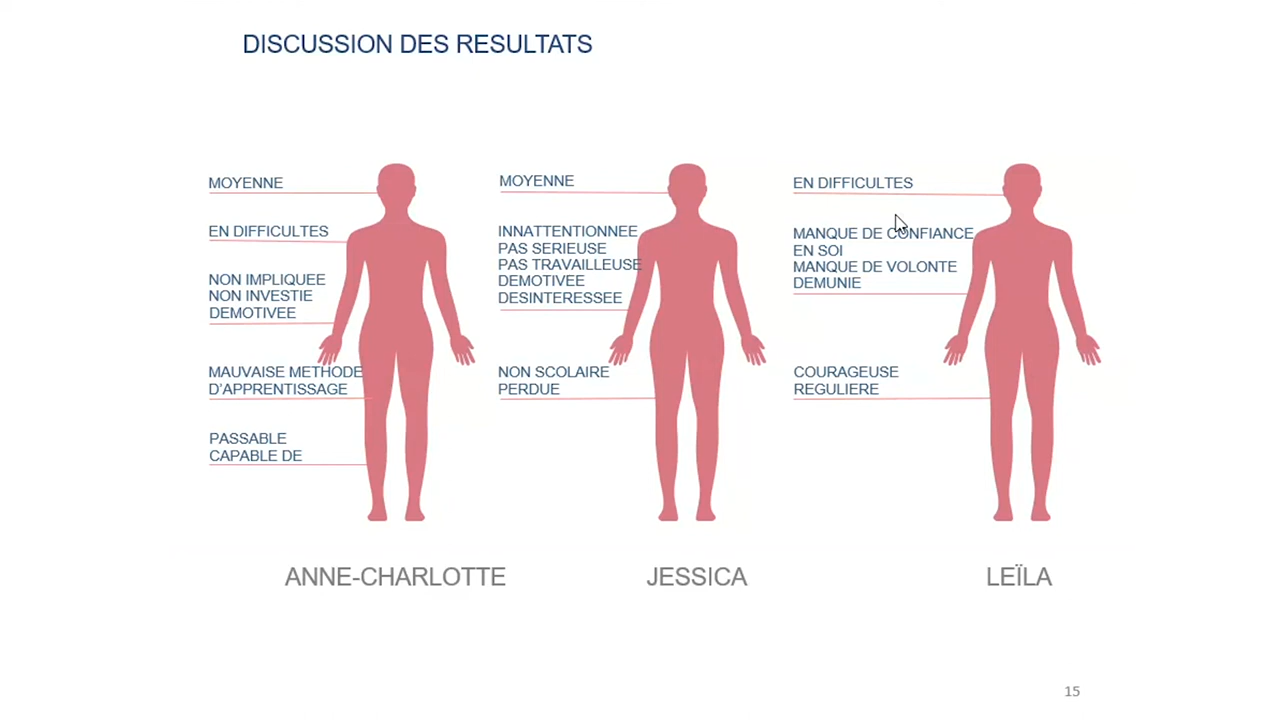 DISCUSSION DES RESULTATS
MOYENNE
EN DIFFICULTES
NON IMPLIQUEE
NON INVESTIE
DEMOTIVEE
MAUVAISE METHODE
D'APPRENTISSAGE
PASSABLE
CAPABLE DE
ANNE-CHARLOTTE
MOYENNE
INNATTENTIONNEE
PAS SERIEUSE
PAS TRAVAILLEUSE
DEMOTIVEE
DESINTERESSEE
NON SCOLAIRE
PERDUE
JESSICA
EN DIFFICULTES
MANQUE DE CONFIANCE
EN SOI
MANQUE DE VOLONTE
DEMUNIE
COURAGEUSE
REGULIERE
LEÏLA
15